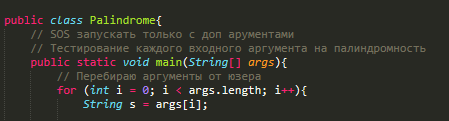 public class Palindrome{
// SOS запускать только с доп арументами
// Тестирование каждого входного аргумента на палиндромность
public static void main(String[] args){
// Перебираю аргументы от юзера
for (int i = 0; i < args.length; i++){
String s = args[i];